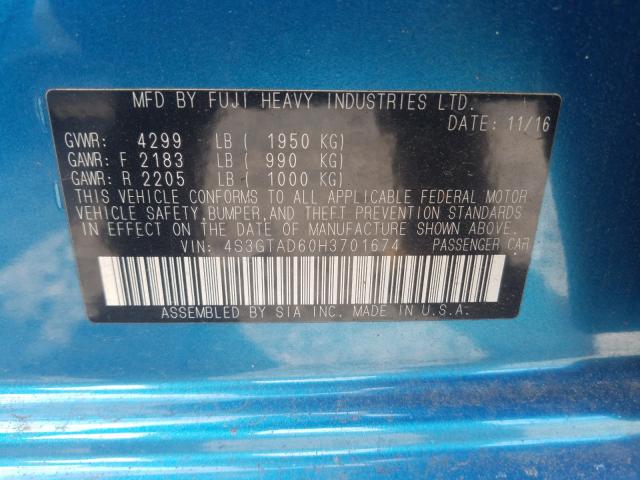 MFD BY FUJI HEAVY INDUSTRIES LTD.
DATE: 11/16
GVWR: 4299 LB ( 1950 KG)
GAWR: F 2183 LB ( 990 KG)
GAWR: R 2205 LB ( 1000 KG)
THIS VEHICLE CONFORMS TO ALL APPLICABLE FEDERAL MOTOR
VEHICLE SAFETY, BUMPER, AND THEFT PREVENTION STANDARDS
IN EFFECT ON THE DATE OF MANUFACTURE SHOWN ABOVE.
VIN: 4S3GTAD60H3701674 PASSENGER CAR
ASSEMBLED BY SIA INC. MADE IN U.S.A.